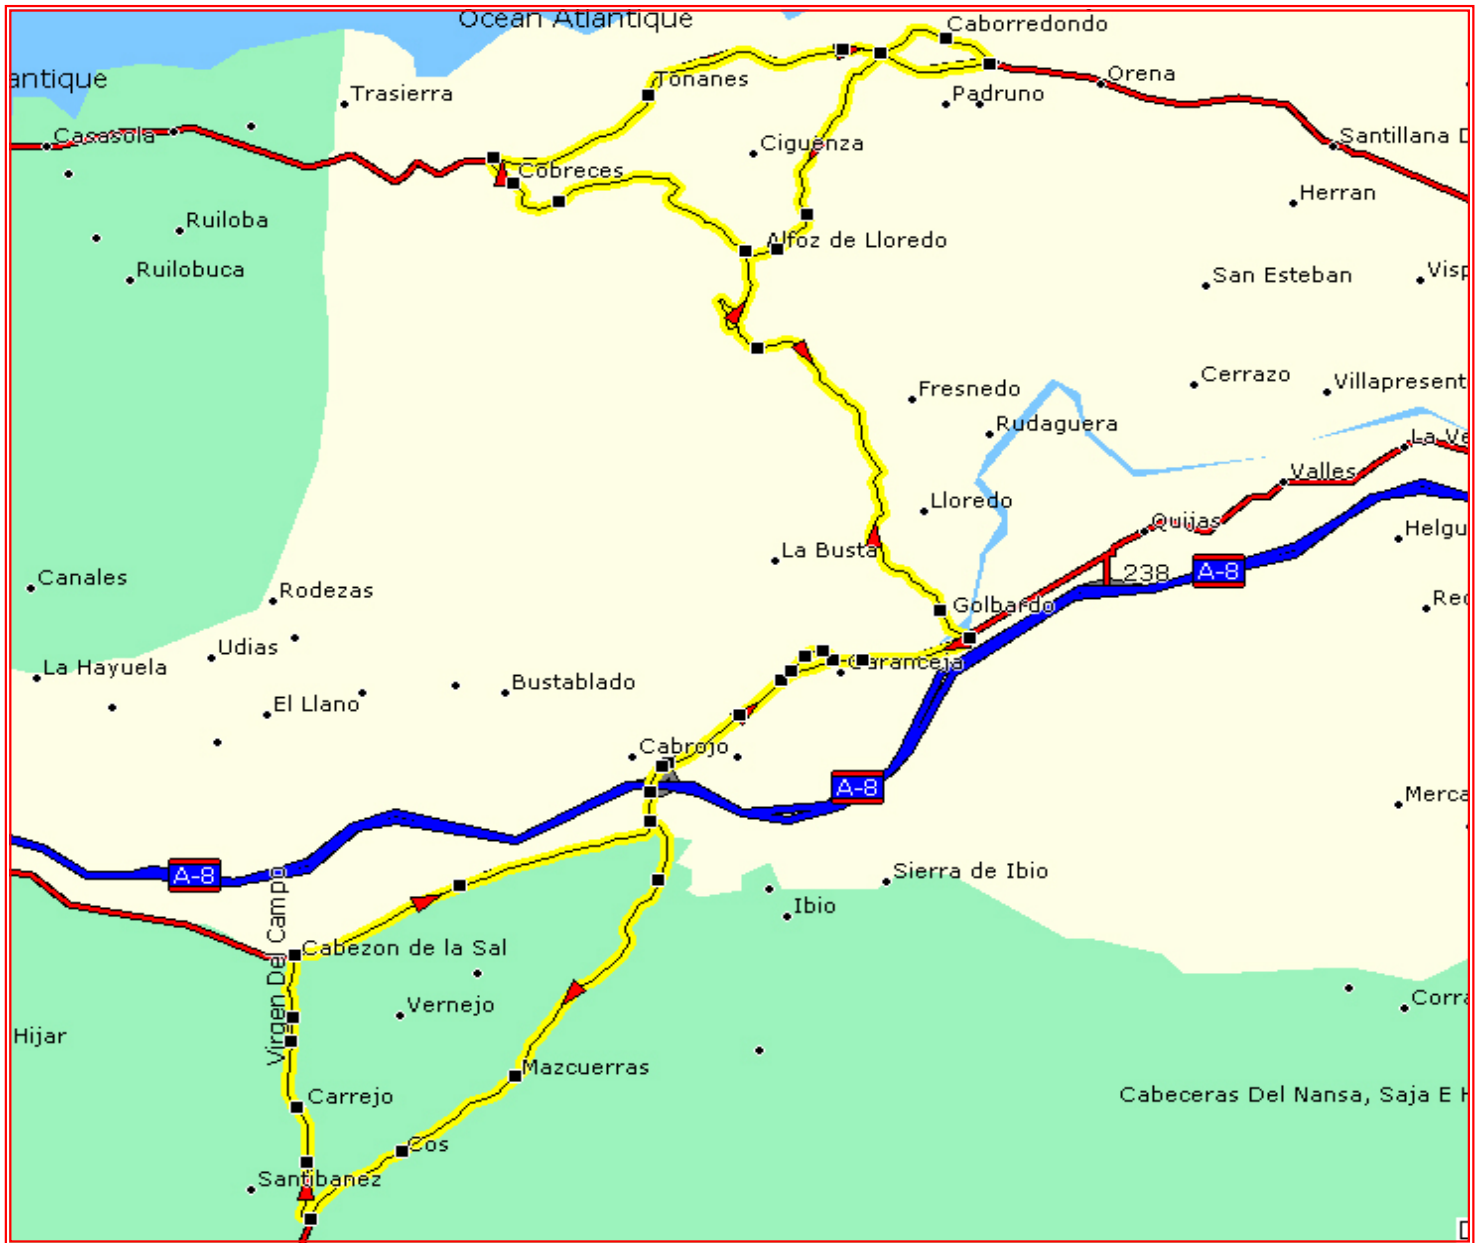 Ocean Atlantique
Caborredondo
antique
Tonanes
Orena
Trasierra
Padruno
Casasola
Ciguenza
Santillana D
Cobreces
Herran
Ruiloba
Alfoz de Lloredo
Ruilobuca
San Esteban
Visp
Cerrazo
Villapresent
Fresnedo
Rudaguera
La Ve
Valles
Lloredo
Quijas
Helgu
La Busta
238
A-8
Canales
Rodezas
Golbardo
Rec
Udias
La Hayuela
Caranceja
Bustablado
El Llano
Cabrojo
A-8
Merca
A-8
Sierra de Ibio
Ibio
Virgen Del Campo
Cabezon de la Sal
Vernejo
Corra
Hijar
Mazcuerras
Carrejo
Cabeceras Del Nansa, Saja E H
Cos
Santibanez